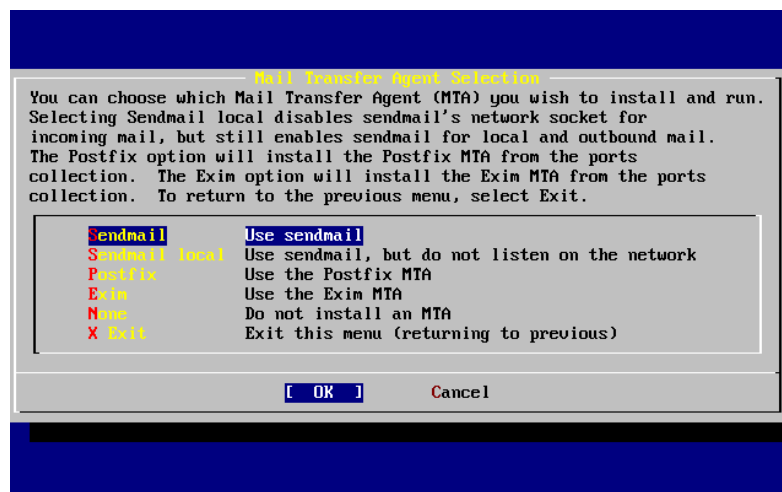 Mail Transfer Agent Selection
You can choose which Mail Transfer Agent (MTA) you wish to install and run.
Selecting Sendmail local disables sendmail's network socket for
incoming mail, but still enables sendmail for local and outbound mail.
The Postfix option will install the Postfix MTA from the ports
collection.  The Exim option will install the Exim MTA from the ports
collection.  To return to the previous menu, select Exit.
Sendmail Use sendmail
Sendmail local Use sendmail, but do not listen on the network
Postfix Use the Postfix MTA
Exim Use the Exim MTA
None Do not install an MTA
X Exit Exit this menu (returning to previous)
[ OK ] Cancel